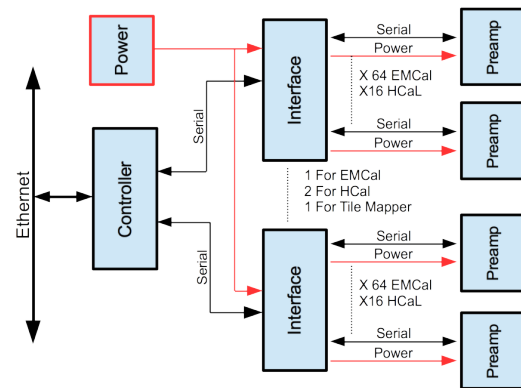 Power
Ethernet
Controller
Serial
Serial
Interface
Serial
Power
Preamp
X 64 EMCal
X16 HCaL
Serial
Power
Preamp
1 For EMCal
2 For HCal
1 For Tile Mapper
Interface
Serial
Power
Preamp
X 64 EMCal
X16 HCaL
Serial
Power
Preamp